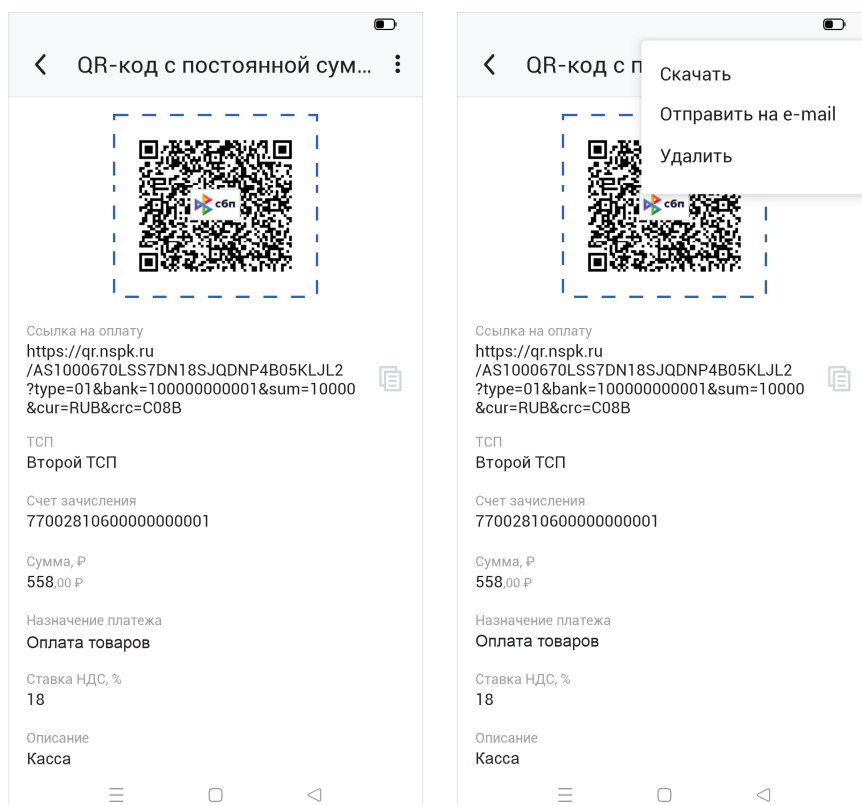 QR-код с постоянной сум...
сбп
Ссылка на оплату
https://qr.nspk.ru
/AS1000670LSS7DN18SJQDNP4B05KLJL2
?type=01&bank=100000000001&sum=10000
&cur=RUB&crc=C08B
ТСП
Второй ТСП
Счет зачисления
77002810600000000001
Сумма, ₽
558,00 ₽
Назначение платежа
Оплата товаров
Ставка НДС, %
18
Описание
Касса
QR-код с п
Скачать
Отправить на e-mail
Удалить
сбп
Ссылка на оплату
https://qr.nspk.ru
/AS1000670LSS7DN18SJQDNP4B05KLJL2
?type=01&bank=100000000001&sum=10000
&cur=RUB&crc=C08B
ТСП
Второй ТСП
Счет зачисления
77002810600000000001
Сумма, ₽
558,00 ₽
Назначение платежа
Оплата товаров
Ставка НДС, %
18
Описание
Касса